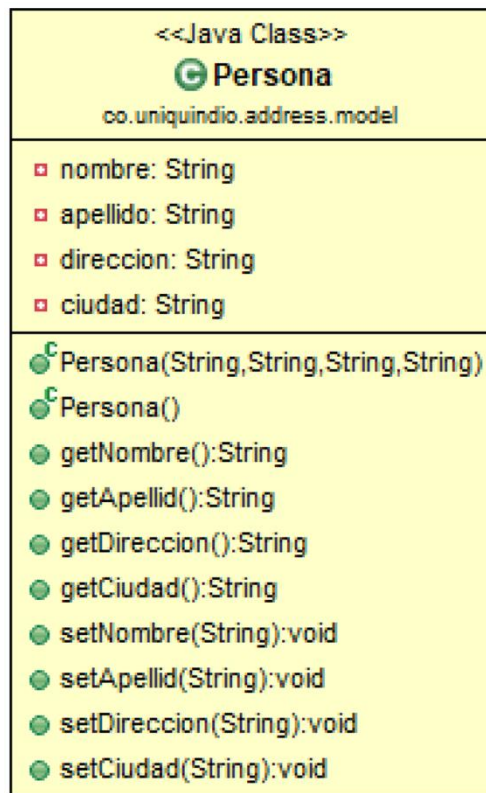 <<Java Class>>
C Persona
co.uniquindio.address.model
nombre: String
apellido: String
direccion: String
ciudad: String
C Persona(String,String,String,String)
C Persona()
getNombre():String
getApellid():String
getDireccion():String
getCiudad():String
setNombre(String):void
setApellid(String):void
setDireccion(String):void
setCiudad(String):void